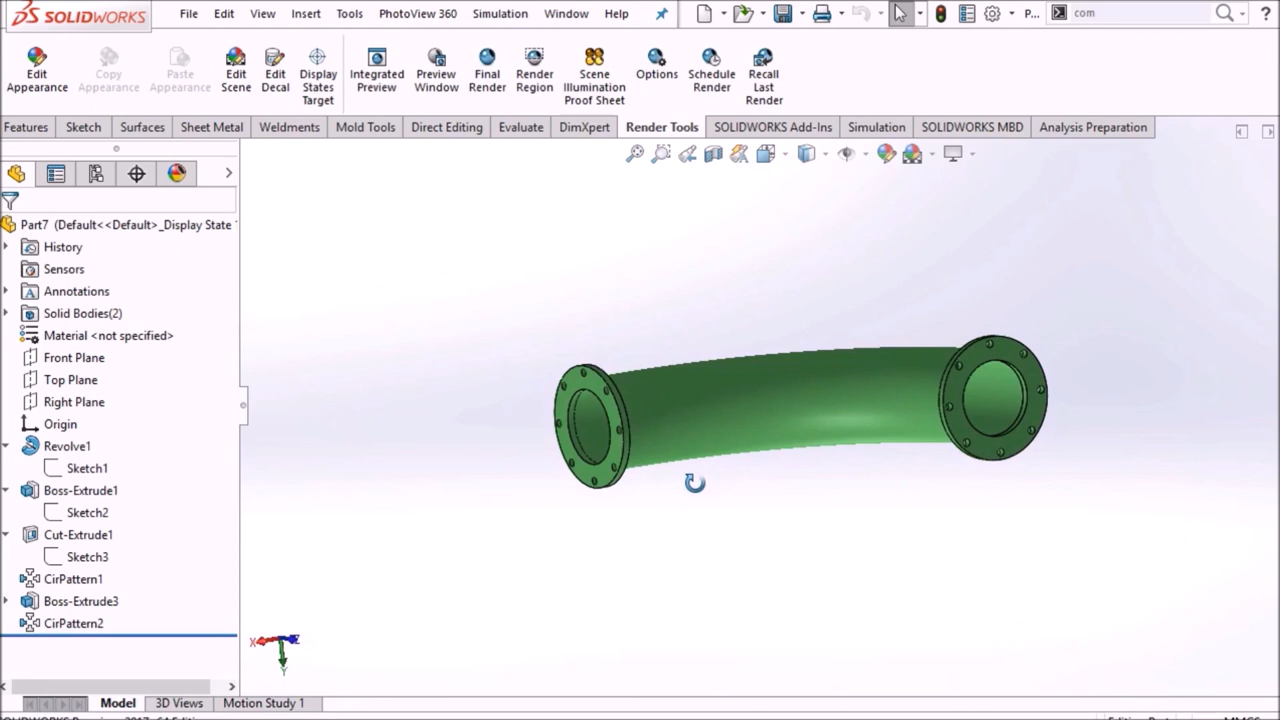 SOLIDWORKS File Edit View Insert Tools PhotoView 360 Simulation Window Help P... com ?
Edit Appearance
Copy Appearance
Paste Appearance
Edit Scene
Edit Decal
Display States Target
Integrated Preview
Preview Window
Final Render
Render Region
Scene Illumination Proof Sheet
Options
Schedule Render
Recall Last Render
Features Sketch Surfaces Sheet Metal Weldments Mold Tools Direct Editing Evaluate DimXpert Render Tools SOLIDWORKS Add-Ins Simulation SOLIDWORKS MBD Analysis Preparation
Part7 (Default<<Default>_Display State
History
Sensors
Annotations
Solid Bodies(2)
Material <not specified>
Front Plane
Top Plane
Right Plane
Origin
Revolve1
Sketch1
Boss-Extrude1
Sketch2
Cut-Extrude1
Sketch3
CirPattern1
Boss-Extrude3
CirPattern2
X Z
Y
Model 3D Views Motion Study 1